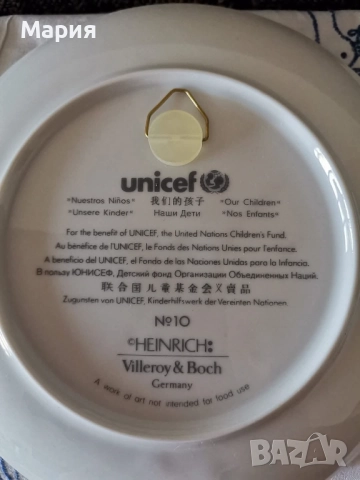 Мария
unicef
"Nuestros Niños" 我们的孩子 "Our Children"
"Unsere Kinder" Наши Дети "Nos Enfants"
For the benefit of UNICEF, the United Nations Children's Fund.
Au bénéfice de l'UNICEF, le Fonds des Nations Unies pour l'enfance.
A beneficio del UNICEF, el Fondo de las Naciones Unidas para la Infancia.
В пользу ЮНИСЕФ, Детский фонд Организации Объединенных Наций.
联合国儿童基金会义卖品
Zugunsten von UNICEF, Kinderhilfswerk der Vereinten Nationen.
Nº10
©HEINRICH:
Villeroy & Boch
Germany
A work of art not intended for food use
BAZAR
bg